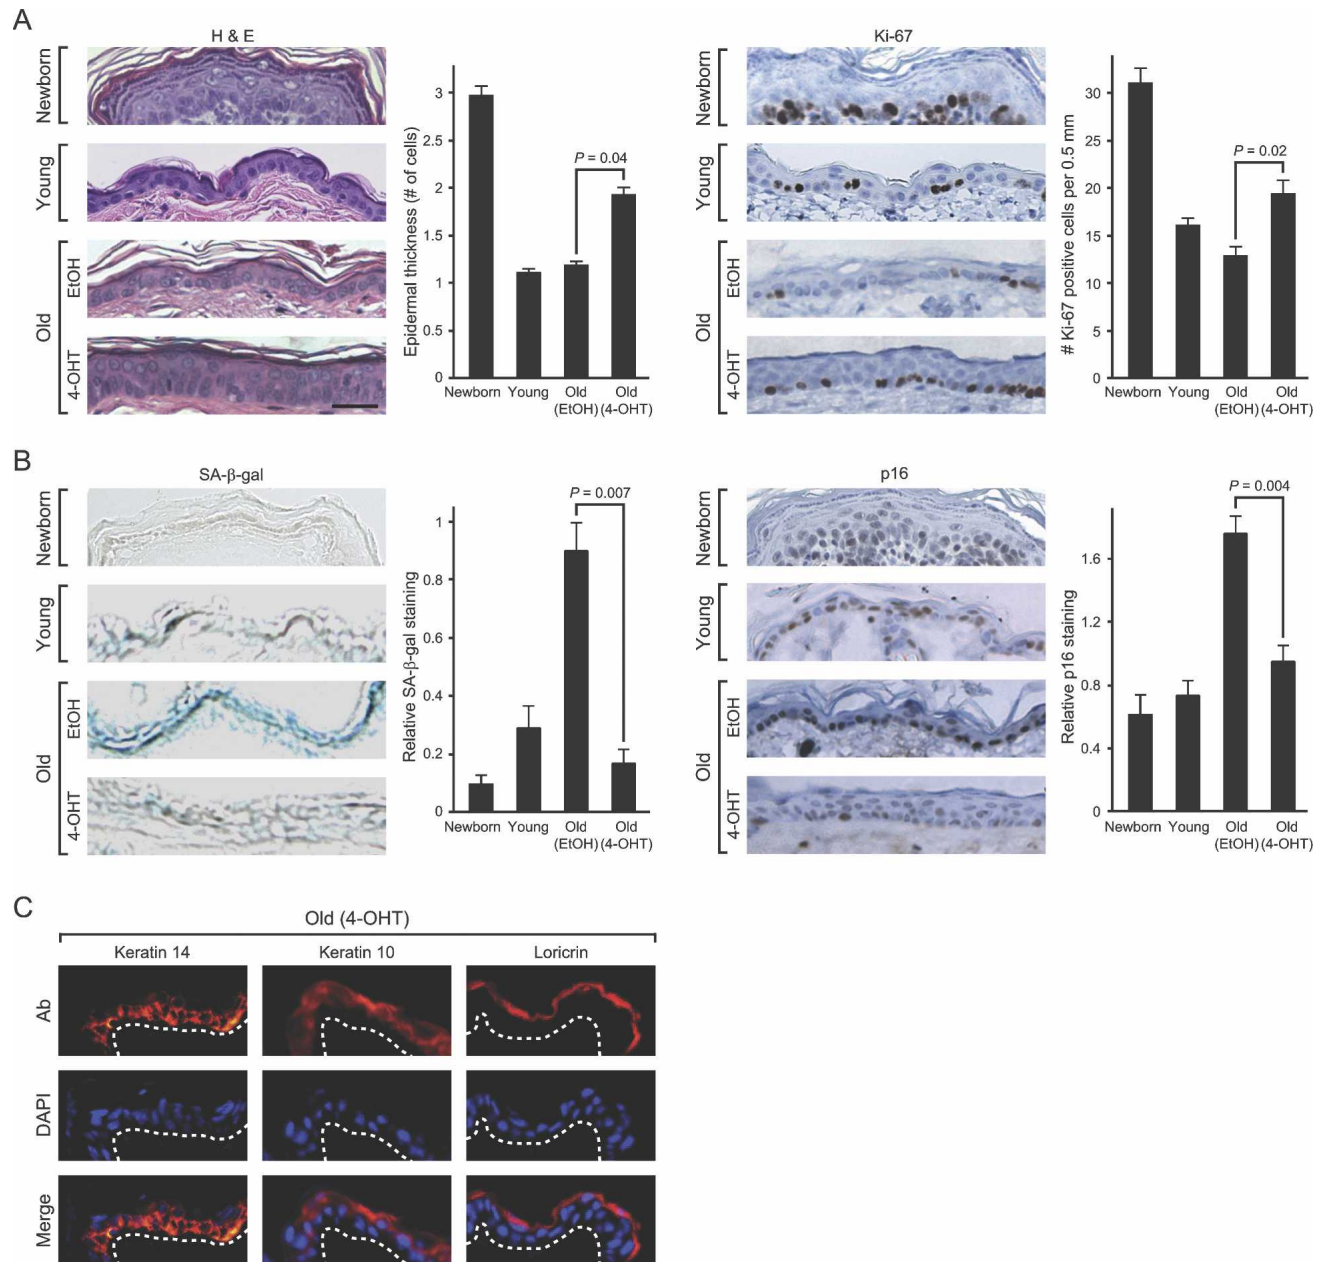 A
H & E
Newborn
Young
Old
EtOH
4-OHT
Epidermal thickness (# of cells)
3
2.5
2
1.5
1
0.5
0
P = 0.04
Newborn Young Old (EtOH) Old (4-OHT)
Ki-67
Newborn
Young
Old
EtOH
4-OHT
# Ki-67 positive cells per 0.5 mm
30
25
20
15
10
5
0
P = 0.02
Newborn Young Old (EtOH) Old (4-OHT)
B
SA-β-gal
Newborn
Young
Old
EtOH
4-OHT
Relative SA-β-gal staining
1
0.8
0.6
0.4
0.2
0
P = 0.007
Newborn Young Old (EtOH) Old (4-OHT)
p16
Newborn
Young
Old
EtOH
4-OHT
Relative p16 staining
1.6
1.2
0.8
0.4
0
P = 0.004
Newborn Young Old (EtOH) Old (4-OHT)
C
Old (4-OHT)
Keratin 14 Keratin 10 Loricrin
Ab
DAPI
Merge